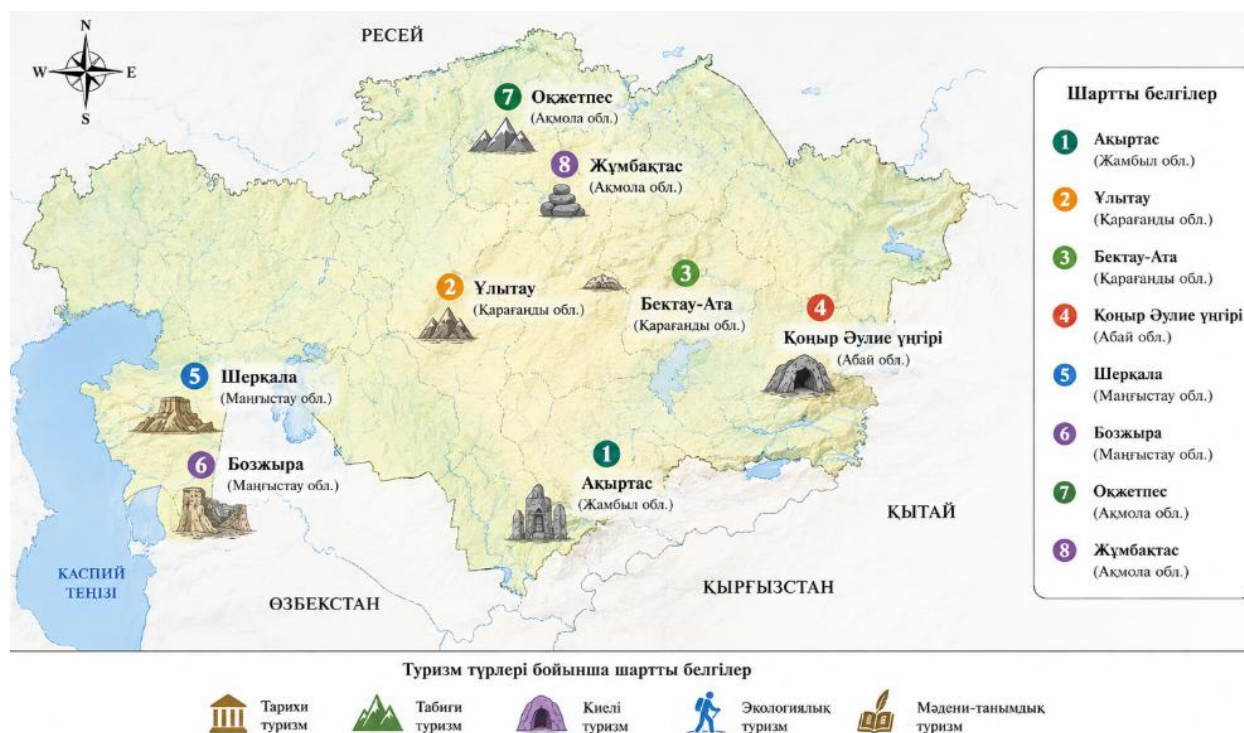 РЕСЕЙ
N
W
E
S
7
Оқжетпес
(Ақмола обл.)
8
Жұмбақтас
(Ақмола обл.)
2
Ұлытау
(Қарағанды обл.)
3
Бектау-Ата
(Қарағанды обл.)
4
Қоңыр Әулие үңгірі
(Абай обл.)
5
Шерқала
(Маңғыстау обл.)
6
Бозжыра
(Маңғыстау обл.)
1
Ақыртас
(Жамбыл обл.)
ҚЫТАЙ
КАСПИЙ
ТЕҢІЗІ
ӨЗБЕКСТАН
ҚЫРҒЫЗСТАН
Шартты белгілер
1 Ақыртас
(Жамбыл обл.)
2 Ұлытау
(Қарағанды обл.)
3 Бектау-Ата
(Қарағанды обл.)
4 Қоңыр Әулие үңгірі
(Абай обл.)
5 Шерқала
(Маңғыстау обл.)
6 Бозжыра
(Маңғыстау обл.)
7 Оқжетпес
(Ақмола обл.)
8 Жұмбақтас
(Ақмола обл.)
Туризм түрлері бойынша шартты белгілер
Тарихи
туризм
Табиғи
туризм
Киелі
туризм
Экологиялық
туризм
Мәдени-танымдық
туризм